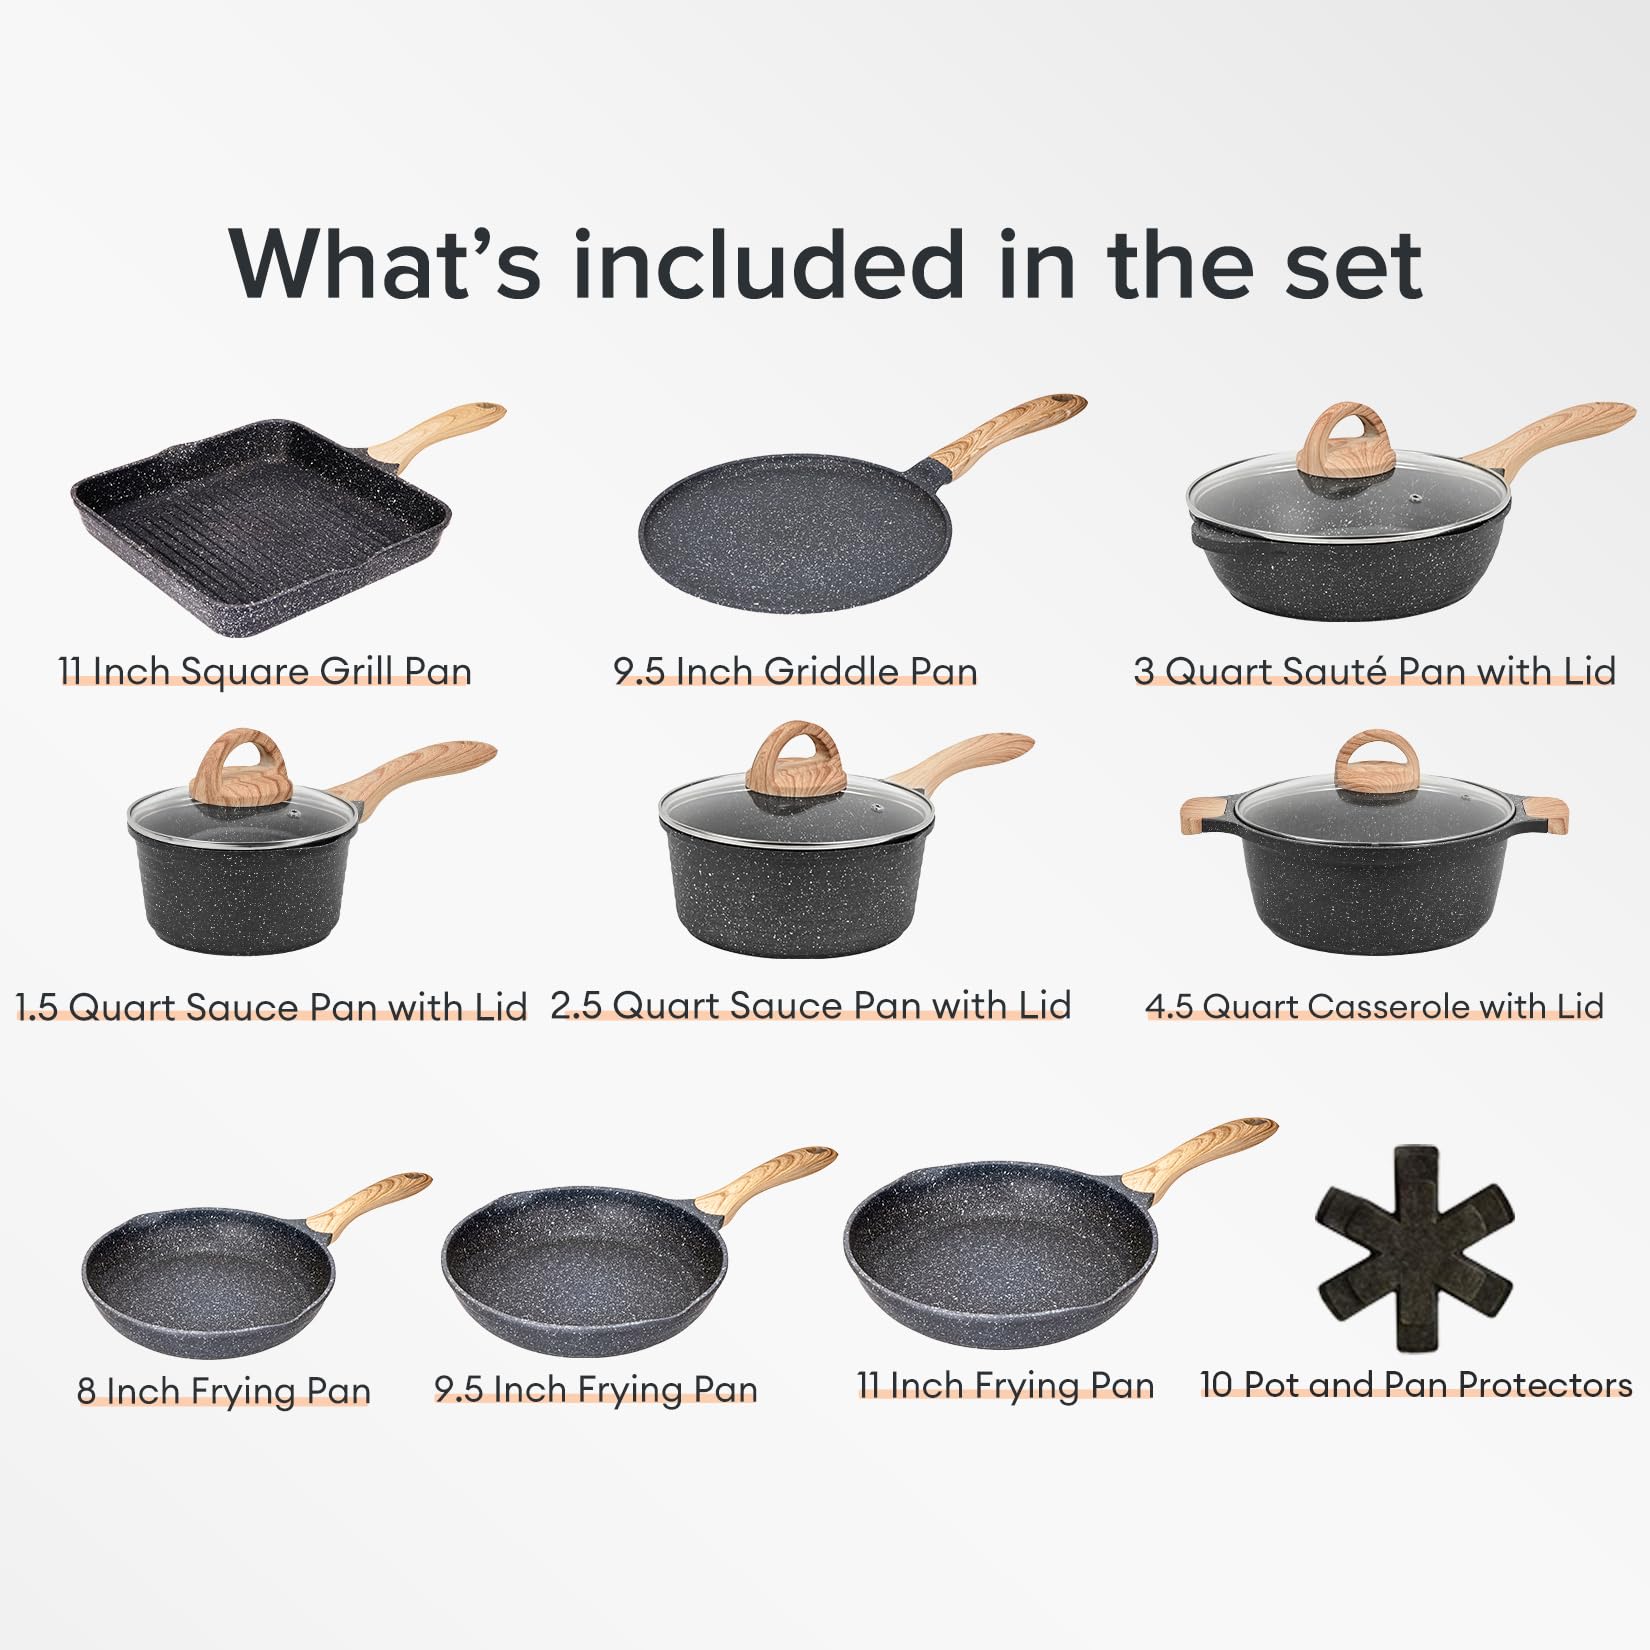 What's included in the set
11 Inch Square Grill Pan
9.5 Inch Griddle Pan
3 Quart Sauté Pan with Lid
1.5 Quart Sauce Pan with Lid
2.5 Quart Sauce Pan with Lid
4.5 Quart Casserole with Lid
8 Inch Frying Pan
9.5 Inch Frying Pan
11 Inch Frying Pan
10 Pot and Pan Protectors